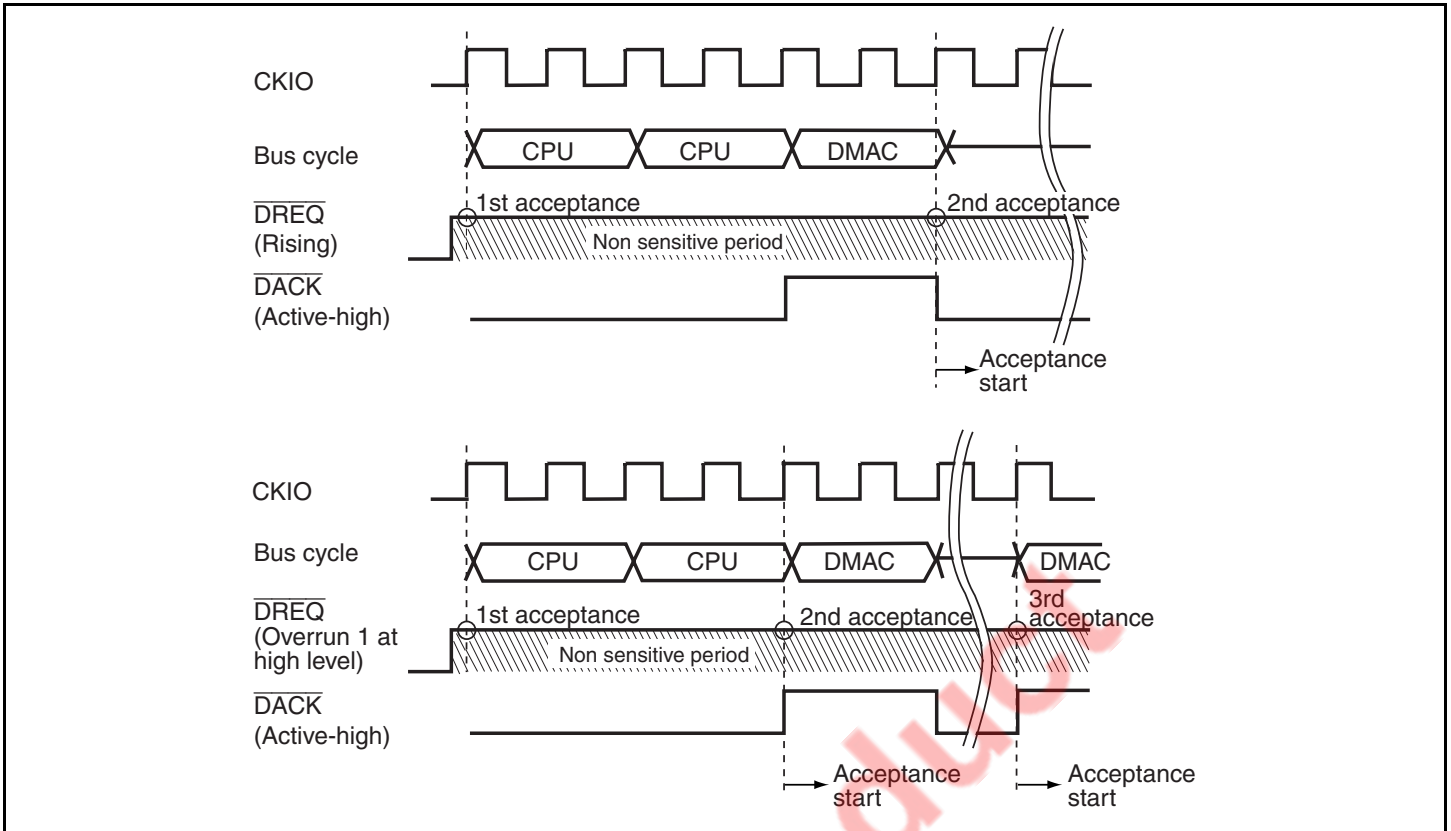 CKIO
Bus cycle CPU CPU DMAC
DREQ 1st acceptance 2nd acceptance
(Rising) Non sensitive period
DACK
(Active-high)
Acceptance
start
CKIO
Bus cycle CPU CPU DMAC DMAC
DREQ 1st acceptance 2nd acceptance 3rd
acceptance
(Overrun 1 at
high level) Non sensitive period
DACK
(Active-high)
Acceptance
start
Acceptance
start
duct